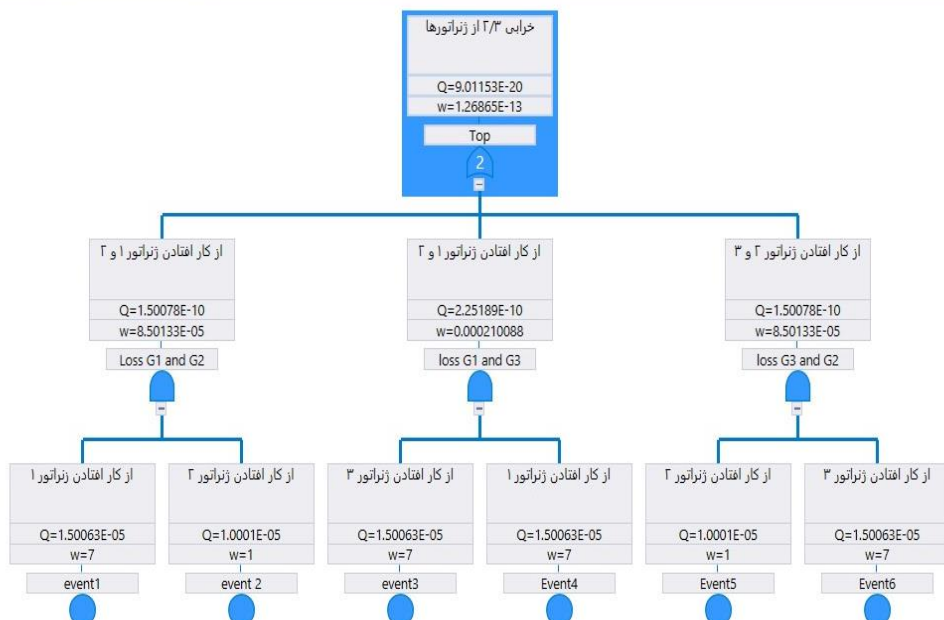 خرابی ۲/۳ از ژنراتورها
Q=9.01153E-20
w=1.26865E-13
Top
2
از کار افتادن ژنراتور ۱ و ۲
Q=1.50078E-10
w=8.50133E-05
Loss G1 and G2
از کار افتادن ژنراتور ۱ و ۲
Q=2.25189E-10
w=0.000210088
loss G1 and G3
از کار افتادن ژنراتور ۲ و ۳
Q=1.50078E-10
w=8.50133E-05
loss G3 and G2
از کار افتادن زنراتور ۱
Q=1.50063E-05
w=7
event1
از کار افتادن ژنراتور ۲
Q=1.0001E-05
w=1
event 2
از کار افتادن ژنراتور ۳
Q=1.50063E-05
w=7
event3
از کار افتادن ژنراتور ۱
Q=1.50063E-05
w=7
Event4
از کار افتادن ژنراتور ۲
Q=1.0001E-05
w=1
Event5
از کار افتادن ژنراتور ۳
Q=1.50063E-05
w=7
Event6